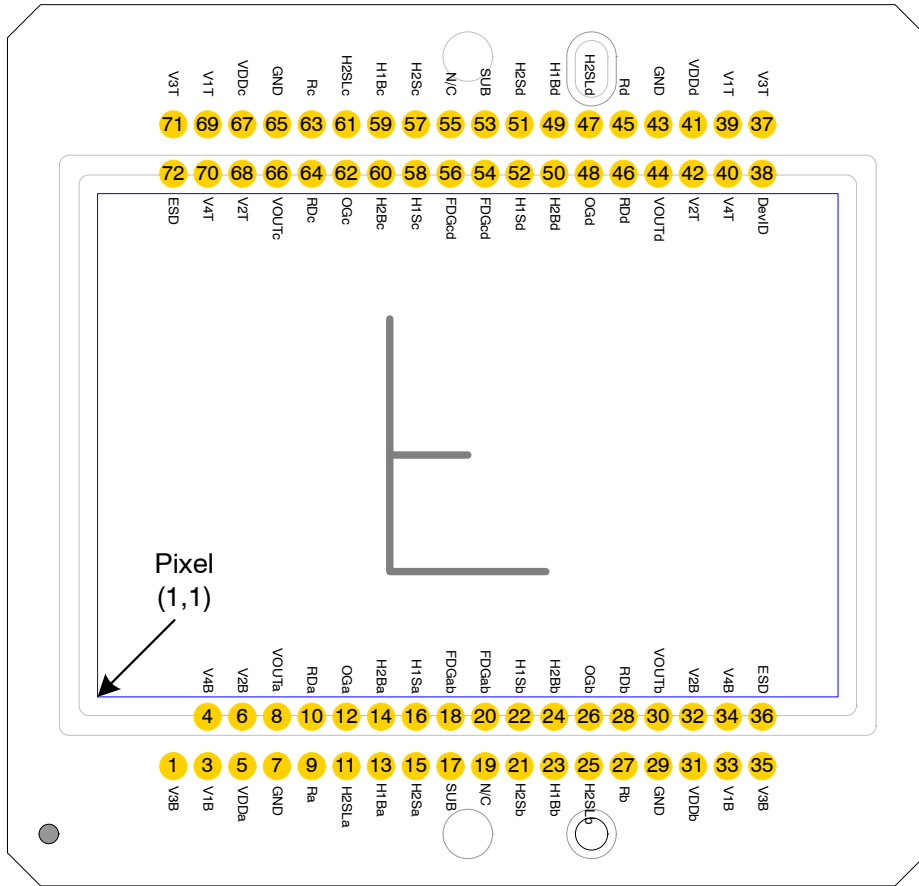 V3T V1T VDDc GND Rc H2SLc H1Bc H2Sc N/C SUB H2Sd H1Bd H2SLd Rd GND VDDd V1T V3T
71 69 67 65 63 61 59 57 55 53 51 49 47 45 43 41 39 37
72 70 68 66 64 62 60 58 56 54 52 50 48 46 44 42 40 38
ESD V4T V2T VOUTc RDc OGc H2Bc H1Sc FDGcd FDGcd H1Sd H2Bd OGd RDd VOUTd V2T V4T DevID
Pixel
(1,1)
V4B V2B VOUTa RDa OGa H2Ba H1Sa FDGab FDGab H1Sb H2Bb OGb RDb VOUTb V2B V4B ESD
4 6 8 10 12 14 16 18 20 22 24 26 28 30 32 34 36
1 3 5 7 9 11 13 15 17 19 21 23 25 27 29 31 33 35
V3B V1B VDDa GND Ra H2SLa H1Ba H2Sa SUB N/C H2Sb H1Bb H2SLb Rb GND VDDb V1B V3B